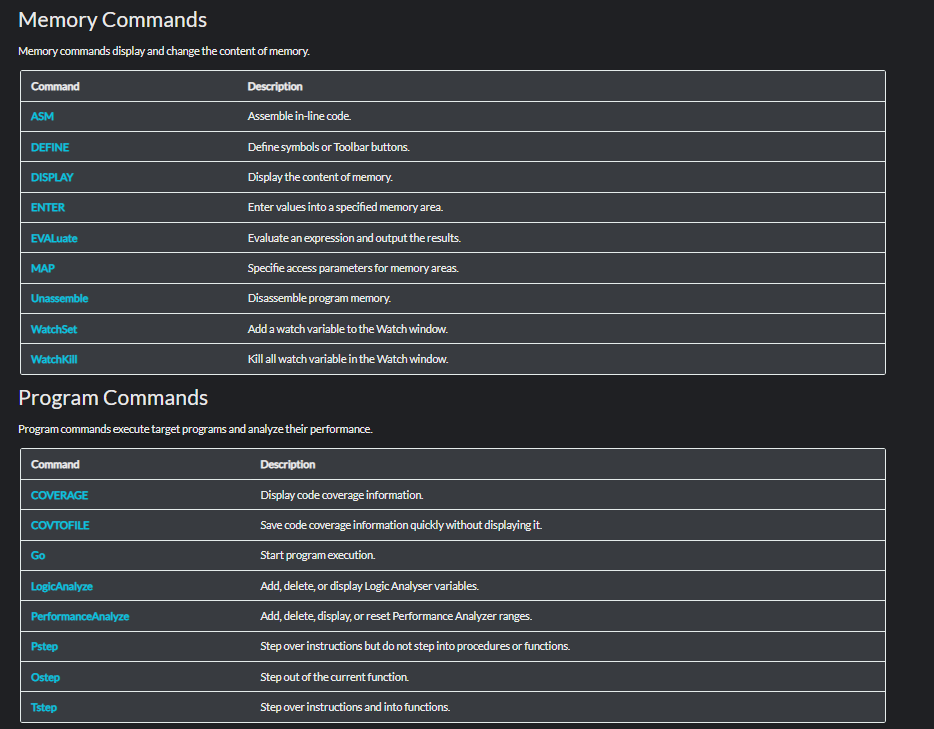 Memory Commands
Memory commands display and change the content of memory.
Command Description
ASM Assemble in-line code.
DEFINE Define symbols or Toolbar buttons.
DISPLAY Display the content of memory.
ENTER Enter values into a specified memory area.
EVALuate Evaluate an expression and output the results.
MAP Specifie access parameters for memory areas.
Unassemble Disassemble program memory.
WatchSet Add a watch variable to the Watch window.
WatchKill Kill all watch variable in the Watch window.
Program Commands
Program commands execute target programs and analyze their performance.
Command Description
COVERAGE Display code coverage information.
COVTOFILE Save code coverage information quickly without displaying it.
Go Start program execution.
LogicAnalyze Add, delete, or display Logic Analyser variables.
PerformanceAnalyze Add, delete, display, or reset Performance Analyzer ranges.
Pstep Step over instructions but do not step into procedures or functions.
Ostep Step out of the current function.
Tstep Step over instructions and into functions.